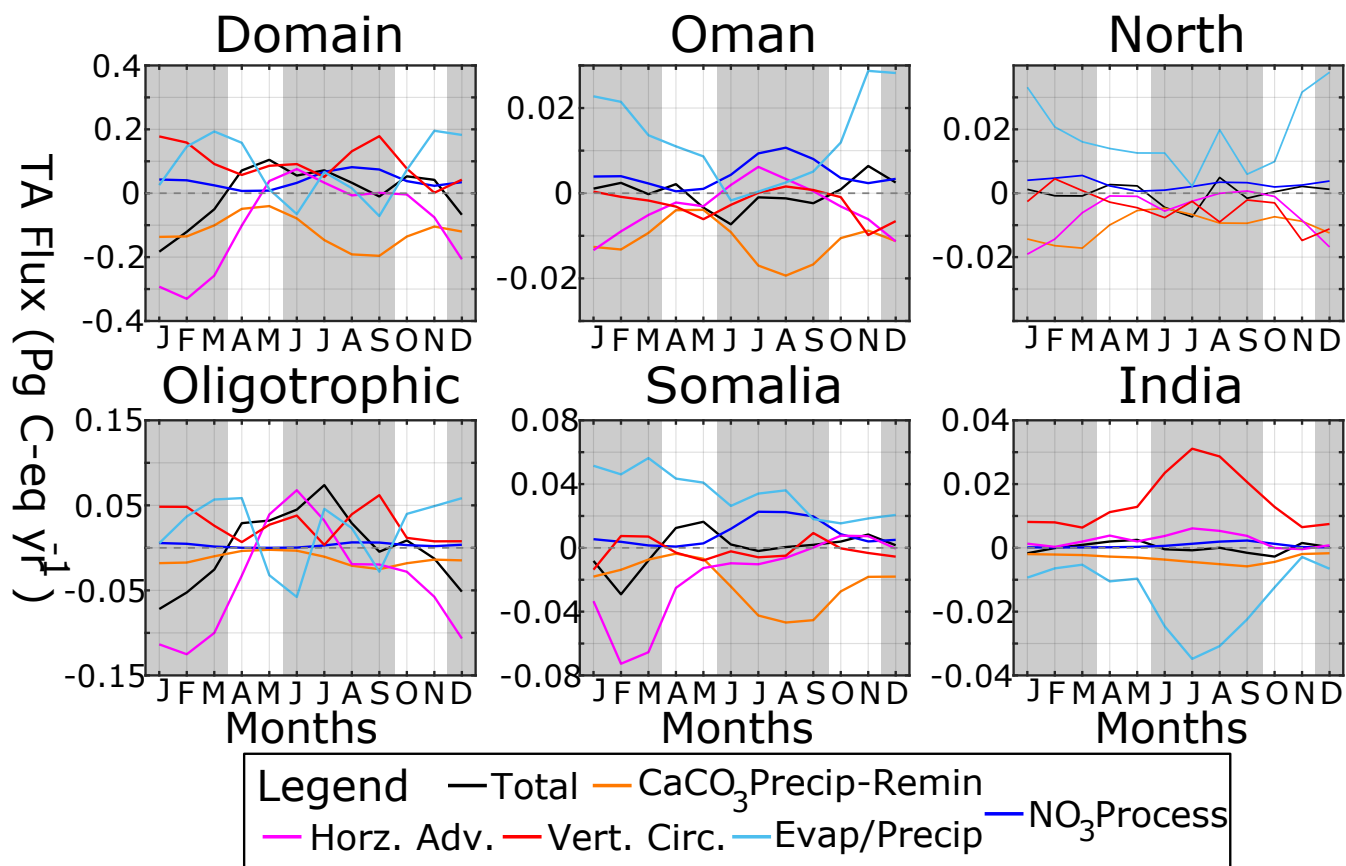 Domain Oman North
0.4
0.2
0
-0.2
-0.4
0.02
0
-0.02
0.02
0
-0.02
J F M A M J J A S O N D
J F M A M J J A S O N D
J F M A M J J A S O N D
TA Flux (Pg C-eq yr-1)
Oligotrophic Somalia India
0.15
0.05
0
-0.05
-0.15
0.08
0.04
0
-0.04
-0.08
0.04
0.02
0
-0.02
-0.04
J F M A M J J A S O N D
J F M A M J J A S O N D
J F M A M J J A S O N D
Months Months Months
Legend Total CaCO3Precip-Remin NO3Process
Horz. Adv. Vert. Circ. Evap/Precip